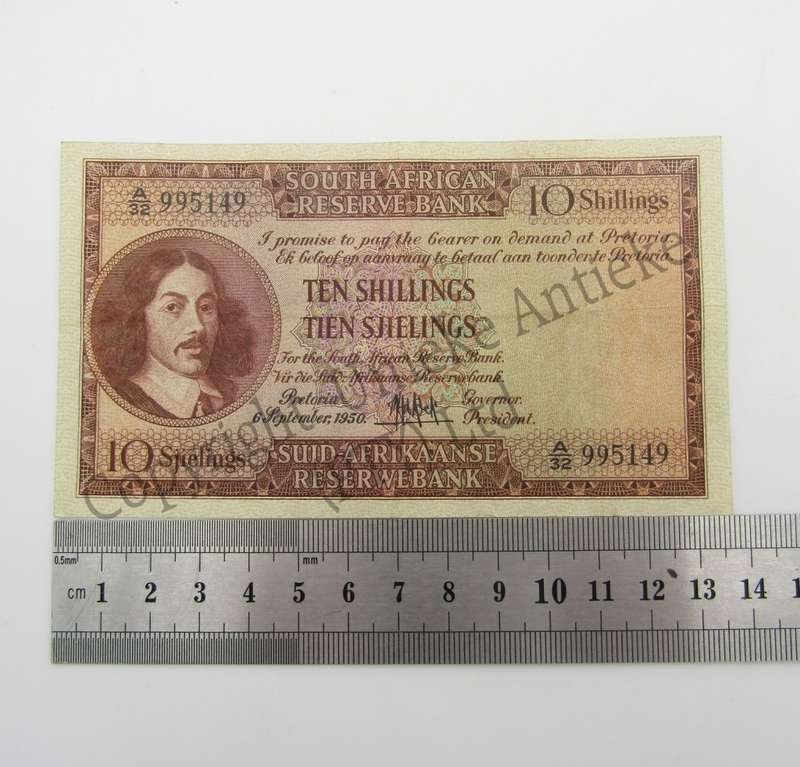 SOUTH AFRICAN
RESERVE BANK
A/32 995149
10 Shillings
I promise to pay the bearer on demand at Pretoria
Ek beloof op aanvraag te betaal aan toonder te Pretoria
TEN SHILLINGS
TIEN SJIELINGS
For the South African Reserve Bank.
Vir die Suid-Afrikaanse Reserwebank.
Pretoria
Governor.
6 September, 1950.
President.
10 Sjielings
SUID-AFRIKAANSE
RESERWEBANK
A/32 995149
Copyright Antieke Antieke
0.5mm
mm
cm 1 2 3 4 5 6 7 8 9 10 11 12 13 14